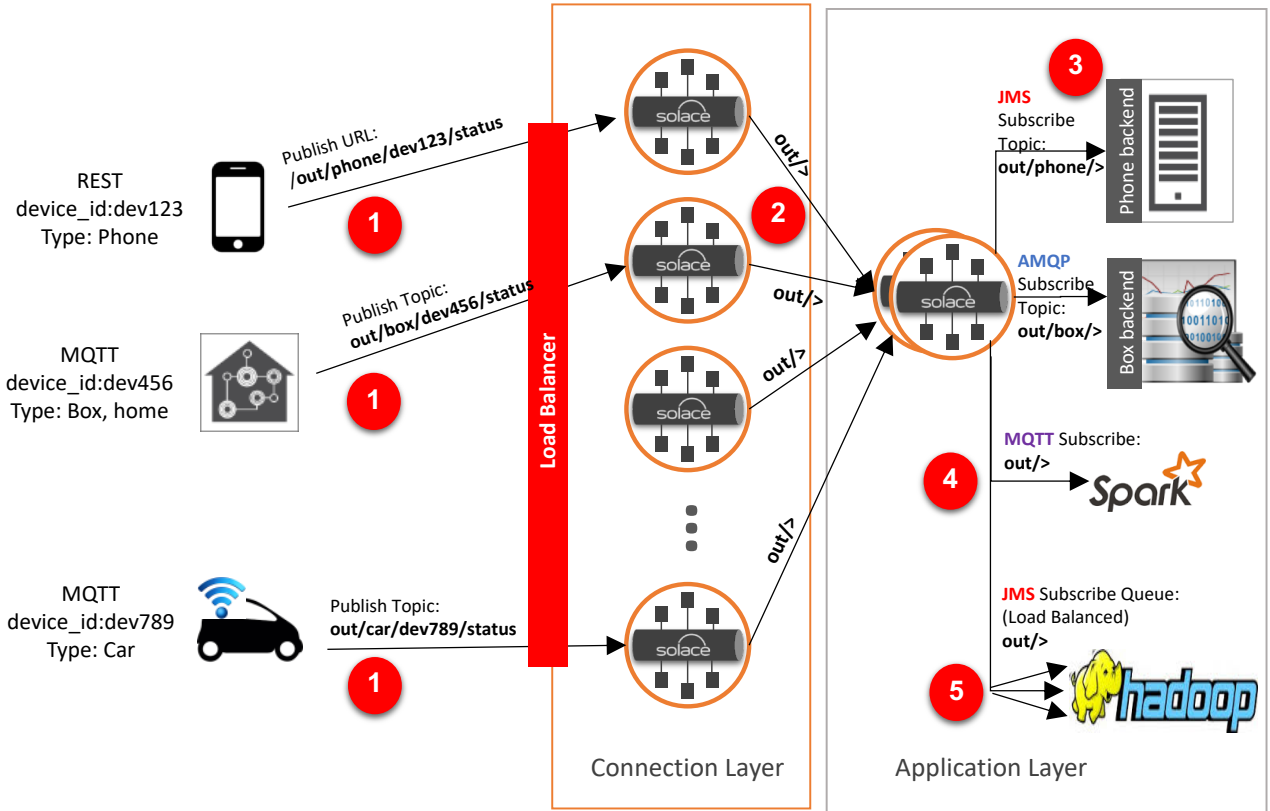 REST
device_id:dev123
Type: Phone
Publish URL:
/out/phone/dev123/status
1
MQTT
device_id:dev456
Type: Box, home
Publish Topic:
out/box/dev456/status
1
MQTT
device_id:dev789
Type: Car
Publish Topic:
out/car/dev789/status
1
Load Balancer
solace
solace
solace
solace
out/>
2
out/>
out/>
out/>
Connection Layer
solace
3
JMS
Subscribe
Topic:
out/phone/>
Phone backend
AMQP
Subscribe
Topic:
out/box/>
Box backend
4
MQTT Subscribe:
out/>
Spark
JMS Subscribe Queue:
(Load Balanced)
out/>
5
hadoop
Application Layer